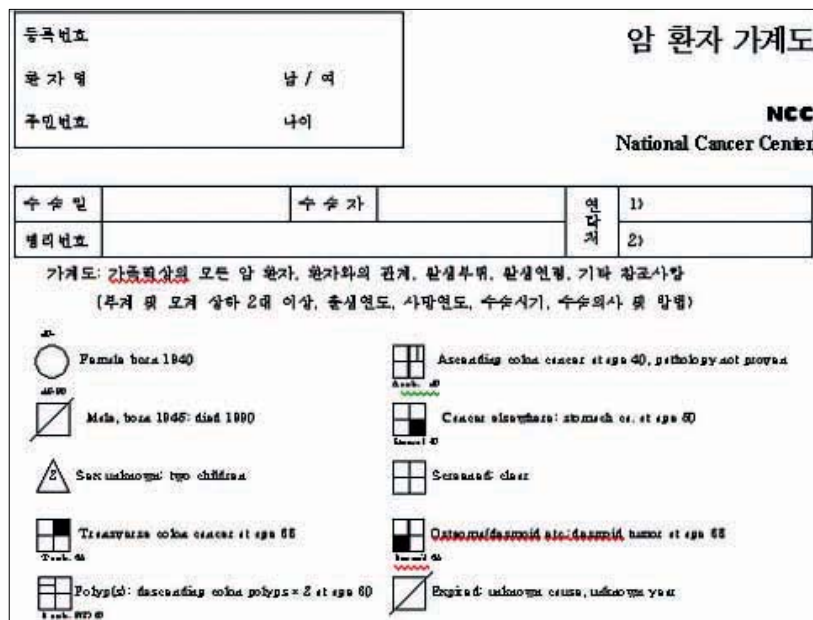 등록번호
암 환자 가계도
환 자 명 남 / 여
주민번호 나이
NCC
National Cancer Center
수 술 일 수 술 자 연락처 1)
병리번호 2)
가계도: 가족력상의 모든 암 환자, 환자와의 관계, 발생부위, 발생연령, 기타 참고사항
(부계 및 모계 상하 2대 이상, 출생연도, 사망연도, 수술시기, 수술의사 및 방법)
40-
Female born 1940
Ascending colon cancer at age 40, pathology not proven
45-90
Male, born 1945: died 1990
Cancer elsewhere: stomach ca. at age
2 Sex unknown: two children
Screened: clear
Transverse colon cancer at age
Osteoma/desmoid etc: desmoid tumor at age
Polyp(s): descending colon polyps × 2 at age 60
Expired: unknown cause, unknown year